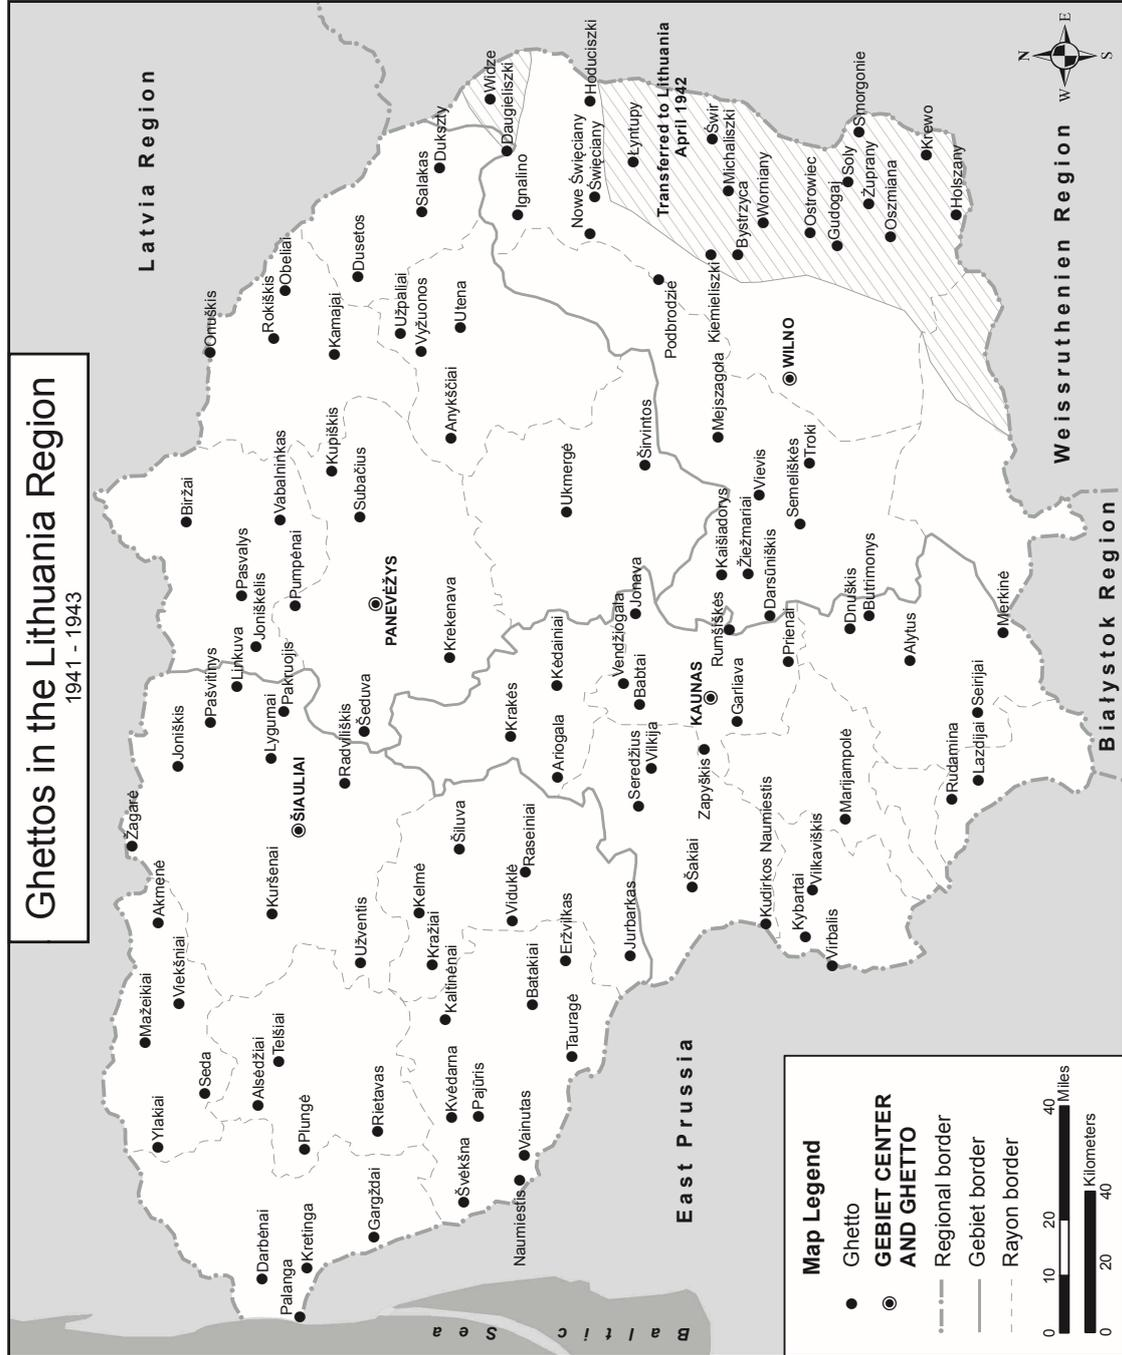 Ghettos in the Lithuania Region
1941 - 1943
Latvia Region
Onuškis
Rokiškis
Obeliai
Kamajai
Dusetos
Salakas
Dukszty
Widze
Daugieliszki
Užpaliai
Vyžuonos
Utena
Anykščiai
Ignalino
Hoduciszki
Nowe Święciany
Święciany
Łyntupy
Transferred to Lithuania
April 1942
Świr
Michaliszki
Bystrzyca
Worniany
Ostrowiec
Gudogaj
Soly
Żuprany
Oszmiana
Smorgonie
Krewo
Holszany
Podbrodzie
Kiemieliszki
Mejszagoła
WILNO
Biržai
Vabalninkas
Kupiškis
Subačius
Pasvalys
Joniškėlis
Pumpėnai
PANEVĖŽYS
Krekenava
Ukmergė
Širvintos
Vievis
Semeliškės
Troki
Kaišiadorys
Žiežmariai
Darsūniškis
Rumšiškės
Jonava
Vendžiogala
Babtai
Kėdainiai
Krakės
Ariogala
Seredžius
Vilkija
KAUNAS
Garliava
Zapyškis
Prienai
Dnuškis
Butrimonys
Alytus
Merkinė
Seirijai
Lazdijai
Rudamina
Marijampolė
Kudirkos Naumiestis
Vilkaviškis
Kybartai
Virbalis
Šakiai
Jurbarkas
Žagarė
Joniškis
Pašvitinys
Linkuva
Lygumai
Pakruojis
Radviliškis
Šeduva
ŠIAULIAI
Kuršėnai
Akmenė
Viekšniai
Mažeikiai
Ylakiai
Seda
Alsėdžiai
Telšiai
Plungė
Rietavas
Užventis
Kelmė
Kražiai
Kaltinėnai
Šiluva
Raseiniai
Viduklė
Batakiai
Eržvilkas
Tauragė
Kvėdarna
Pajūris
Vainutas
Švėkšna
Naumiestis
Gargždai
Darbėnai
Kretinga
Palanga
Baltic Sea
East Prussia
Białystok Region
Weissruthenien Region
N
E
S
W
Map Legend
Ghetto
GEBIET CENTER
AND GHETTO
Regional border
Gebiet border
Rayon border
0 10 20 40
Miles
Kilometers
0 20 40